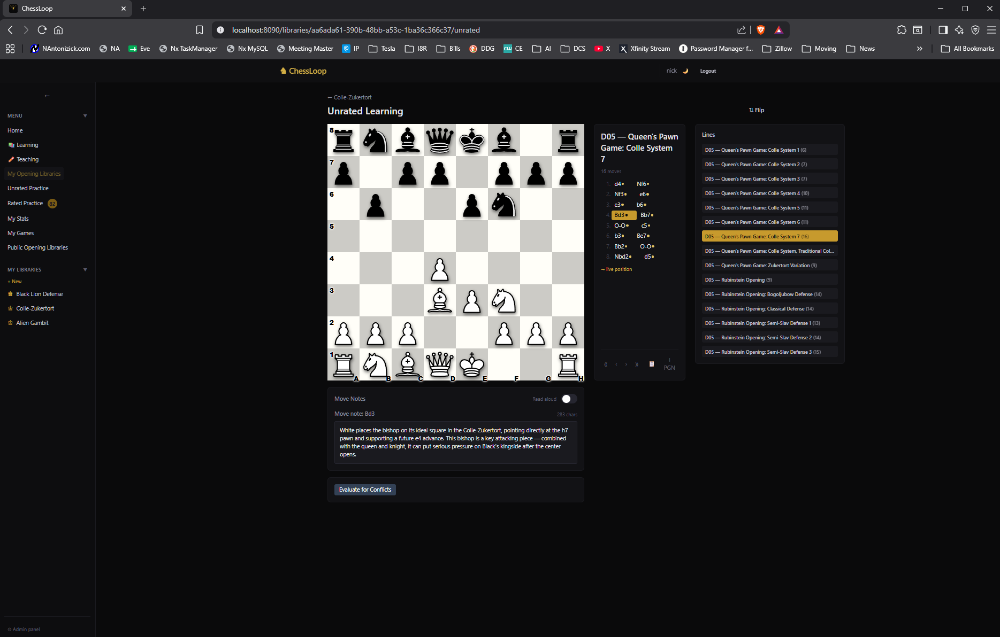 ChessLoop
localhost:8090/libraries/aa6ada61-390b-48bb-a53c-1ba36c366c37/unrated
NAntonizick.com
NA
Eve
Nx TaskManager
Nx MySQL
Meeting Master
IP
Tesla
I8R
Bills
DDG
CE
AI
DCS
X
Xfinity Stream
Password Manager f...
Zillow
Moving
News
»
All Bookmarks
ChessLoop
nick
Logout
←
MENU
Home
Learning
Teaching
My Opening Libraries
Unrated Practice
Rated Practice 82
My Stats
My Games
Public Opening Libraries
MY LIBRARIES
+ New
Black Lion Defense
Colle-Zukertort
Alien Gambit
Admin panel
← Colle-Zukertort
Unrated Learning
⇅ Flip
8
7
6
5
4
3
2
1
A B C D E F G H
D05 — Queen's Pawn
Game: Colle System
7
16 moves
1. d4 Nf6
2. Nf3 e6
3. e3 b6
4. Bd3 Bb7
5. O-O c5
6. b3 Be7
7. Bb2 O-O
8. Nbd2 d5
→ live position
⟪ ‹ › ⟫
↓
PGN
Lines
D05 — Queen's Pawn Game: Colle System 1 (6)
D05 — Queen's Pawn Game: Colle System 2 (7)
D05 — Queen's Pawn Game: Colle System 3 (7)
D05 — Queen's Pawn Game: Colle System 4 (10)
D05 — Queen's Pawn Game: Colle System 5 (11)
D05 — Queen's Pawn Game: Colle System 6 (11)
D05 — Queen's Pawn Game: Colle System 7 (16)
D05 — Queen's Pawn Game: Colle System, Traditional Col...
D05 — Queen's Pawn Game: Zukertort Variation (9)
D05 — Rubinstein Opening (9)
D05 — Rubinstein Opening: Bogoljubow Defense (14)
D05 — Rubinstein Opening: Classical Defense (14)
D05 — Rubinstein Opening: Semi-Slav Defense 1 (13)
D05 — Rubinstein Opening: Semi-Slav Defense 2 (14)
D05 — Rubinstein Opening: Semi-Slav Defense 3 (15)
Move Notes
Read aloud
Move note: Bd3
283 chars
White places the bishop on its ideal square in the Colle-Zukertort, pointing directly at the h7
pawn and supporting a future e4 advance. This bishop is a key attacking piece — combined
with the queen and knight, it can put serious pressure on Black's kingside after the center
opens.
Evaluate for Conflicts